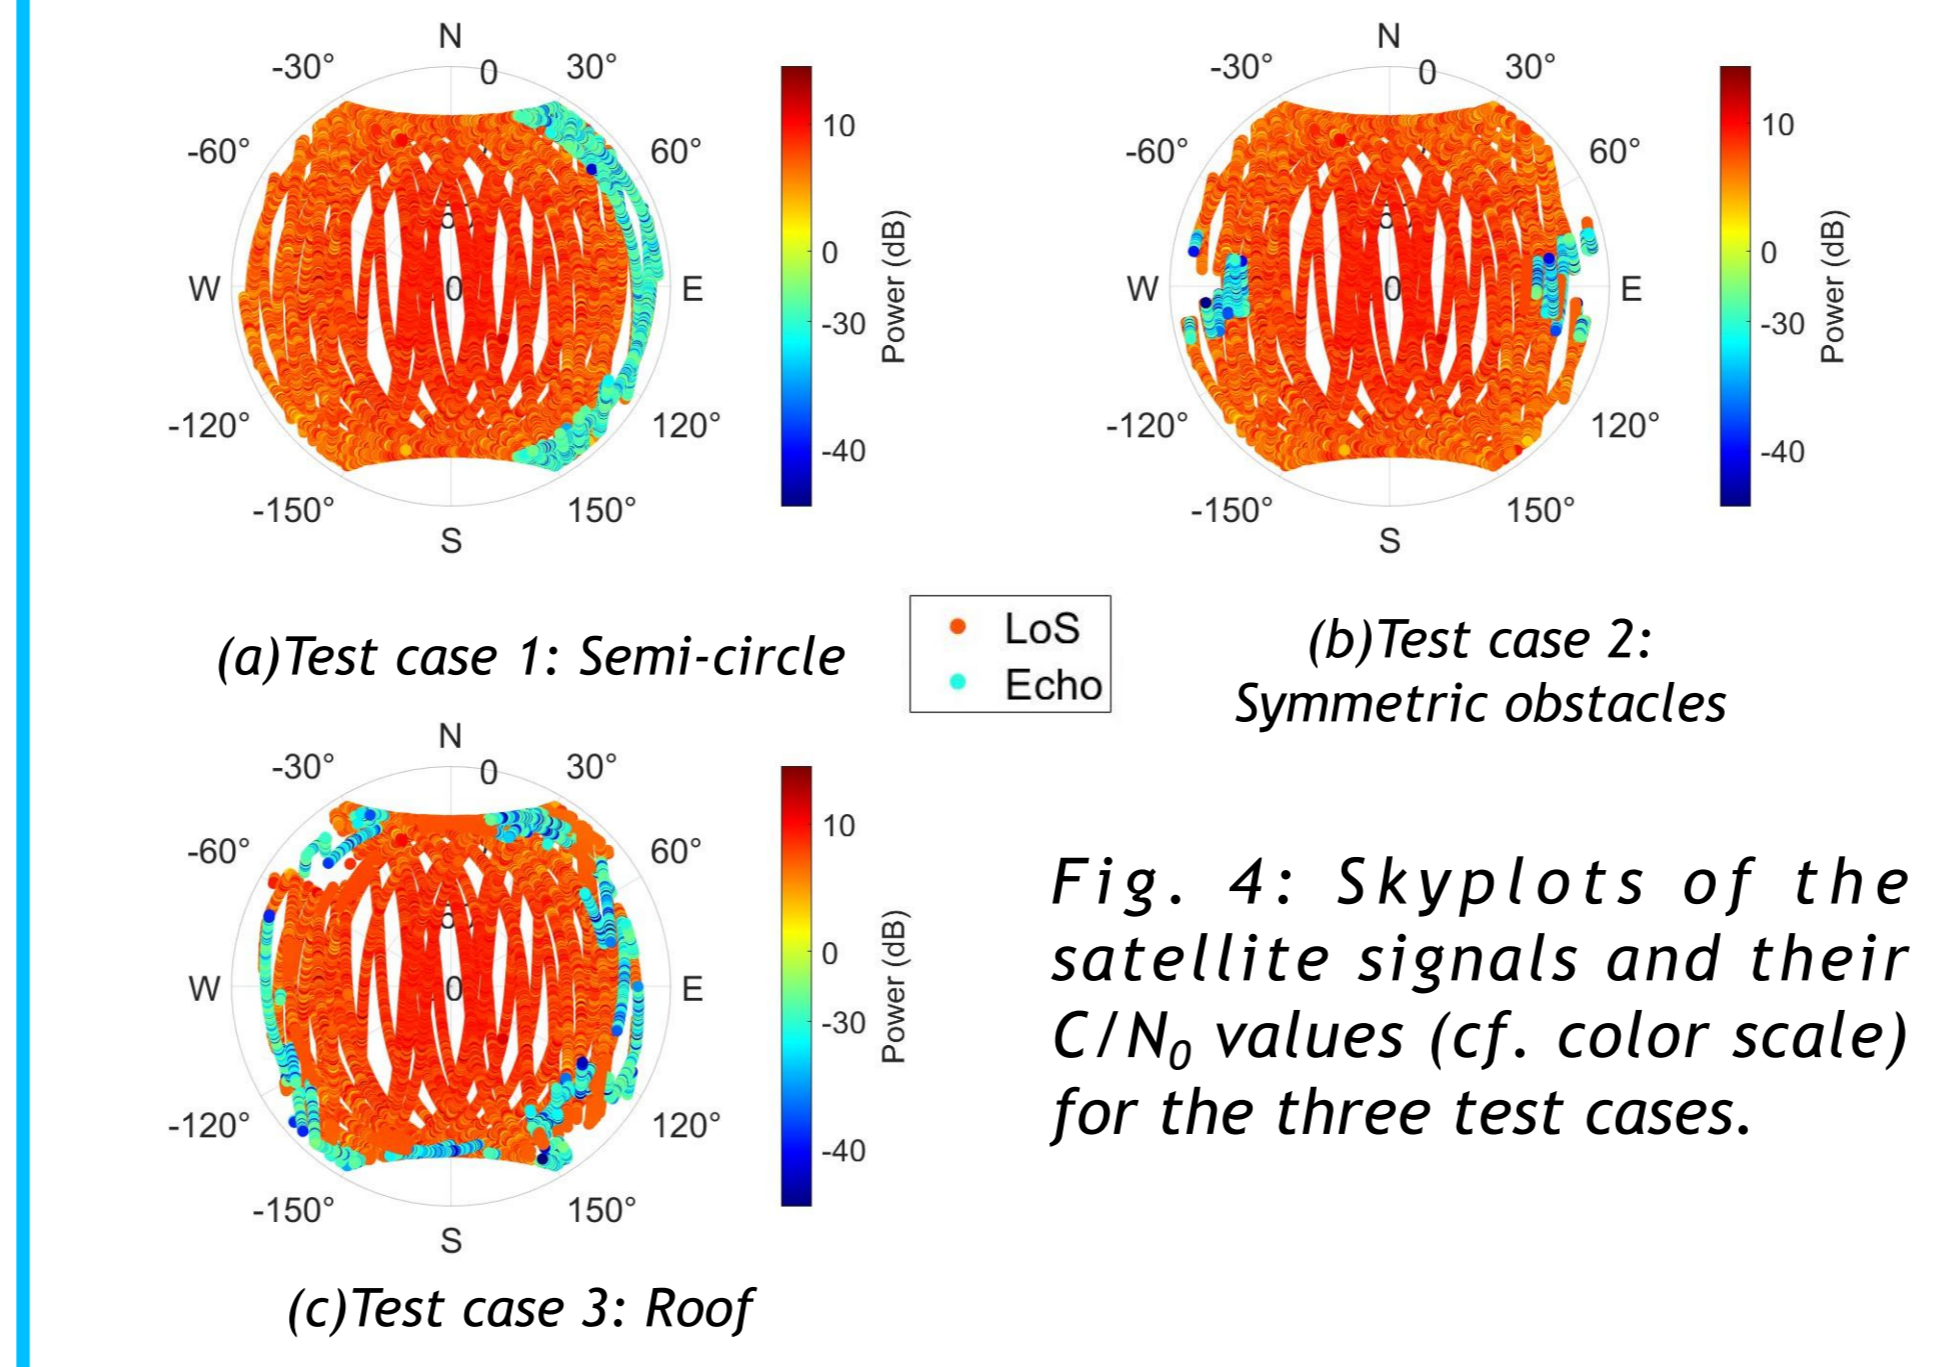 N
-30°
0
30°
-60°
60°
W
0
E
-120°
120°
-150°
150°
S
10
0
-30
-40
Power (dB)
N
-30°
0
30°
-60°
60°
W
0
E
-120°
120°
-150°
150°
S
10
0
-30
-40
Power (dB)
(a)Test case 1: Semi-circle
LoS
Echo
(b)Test case 2:
Symmetric obstacles
N
-30°
0
30°
-60°
60°
W
0
E
-120°
120°
-150°
150°
S
10
0
-30
-40
Power (dB)
(c)Test case 3: Roof
Fig. 4: Skyplots of the
satellite signals and their
C/N0 values (cf. color scale)
for the three test cases.